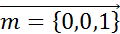 m⃗ = {0,0,1}